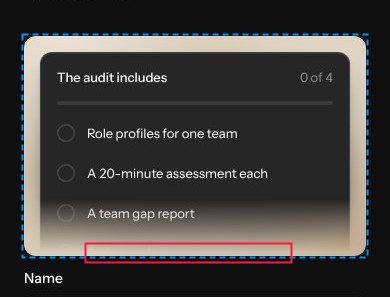 The audit includes
0 of 4
Role profiles for one team
A 20-minute assessment each
A team gap report
Name